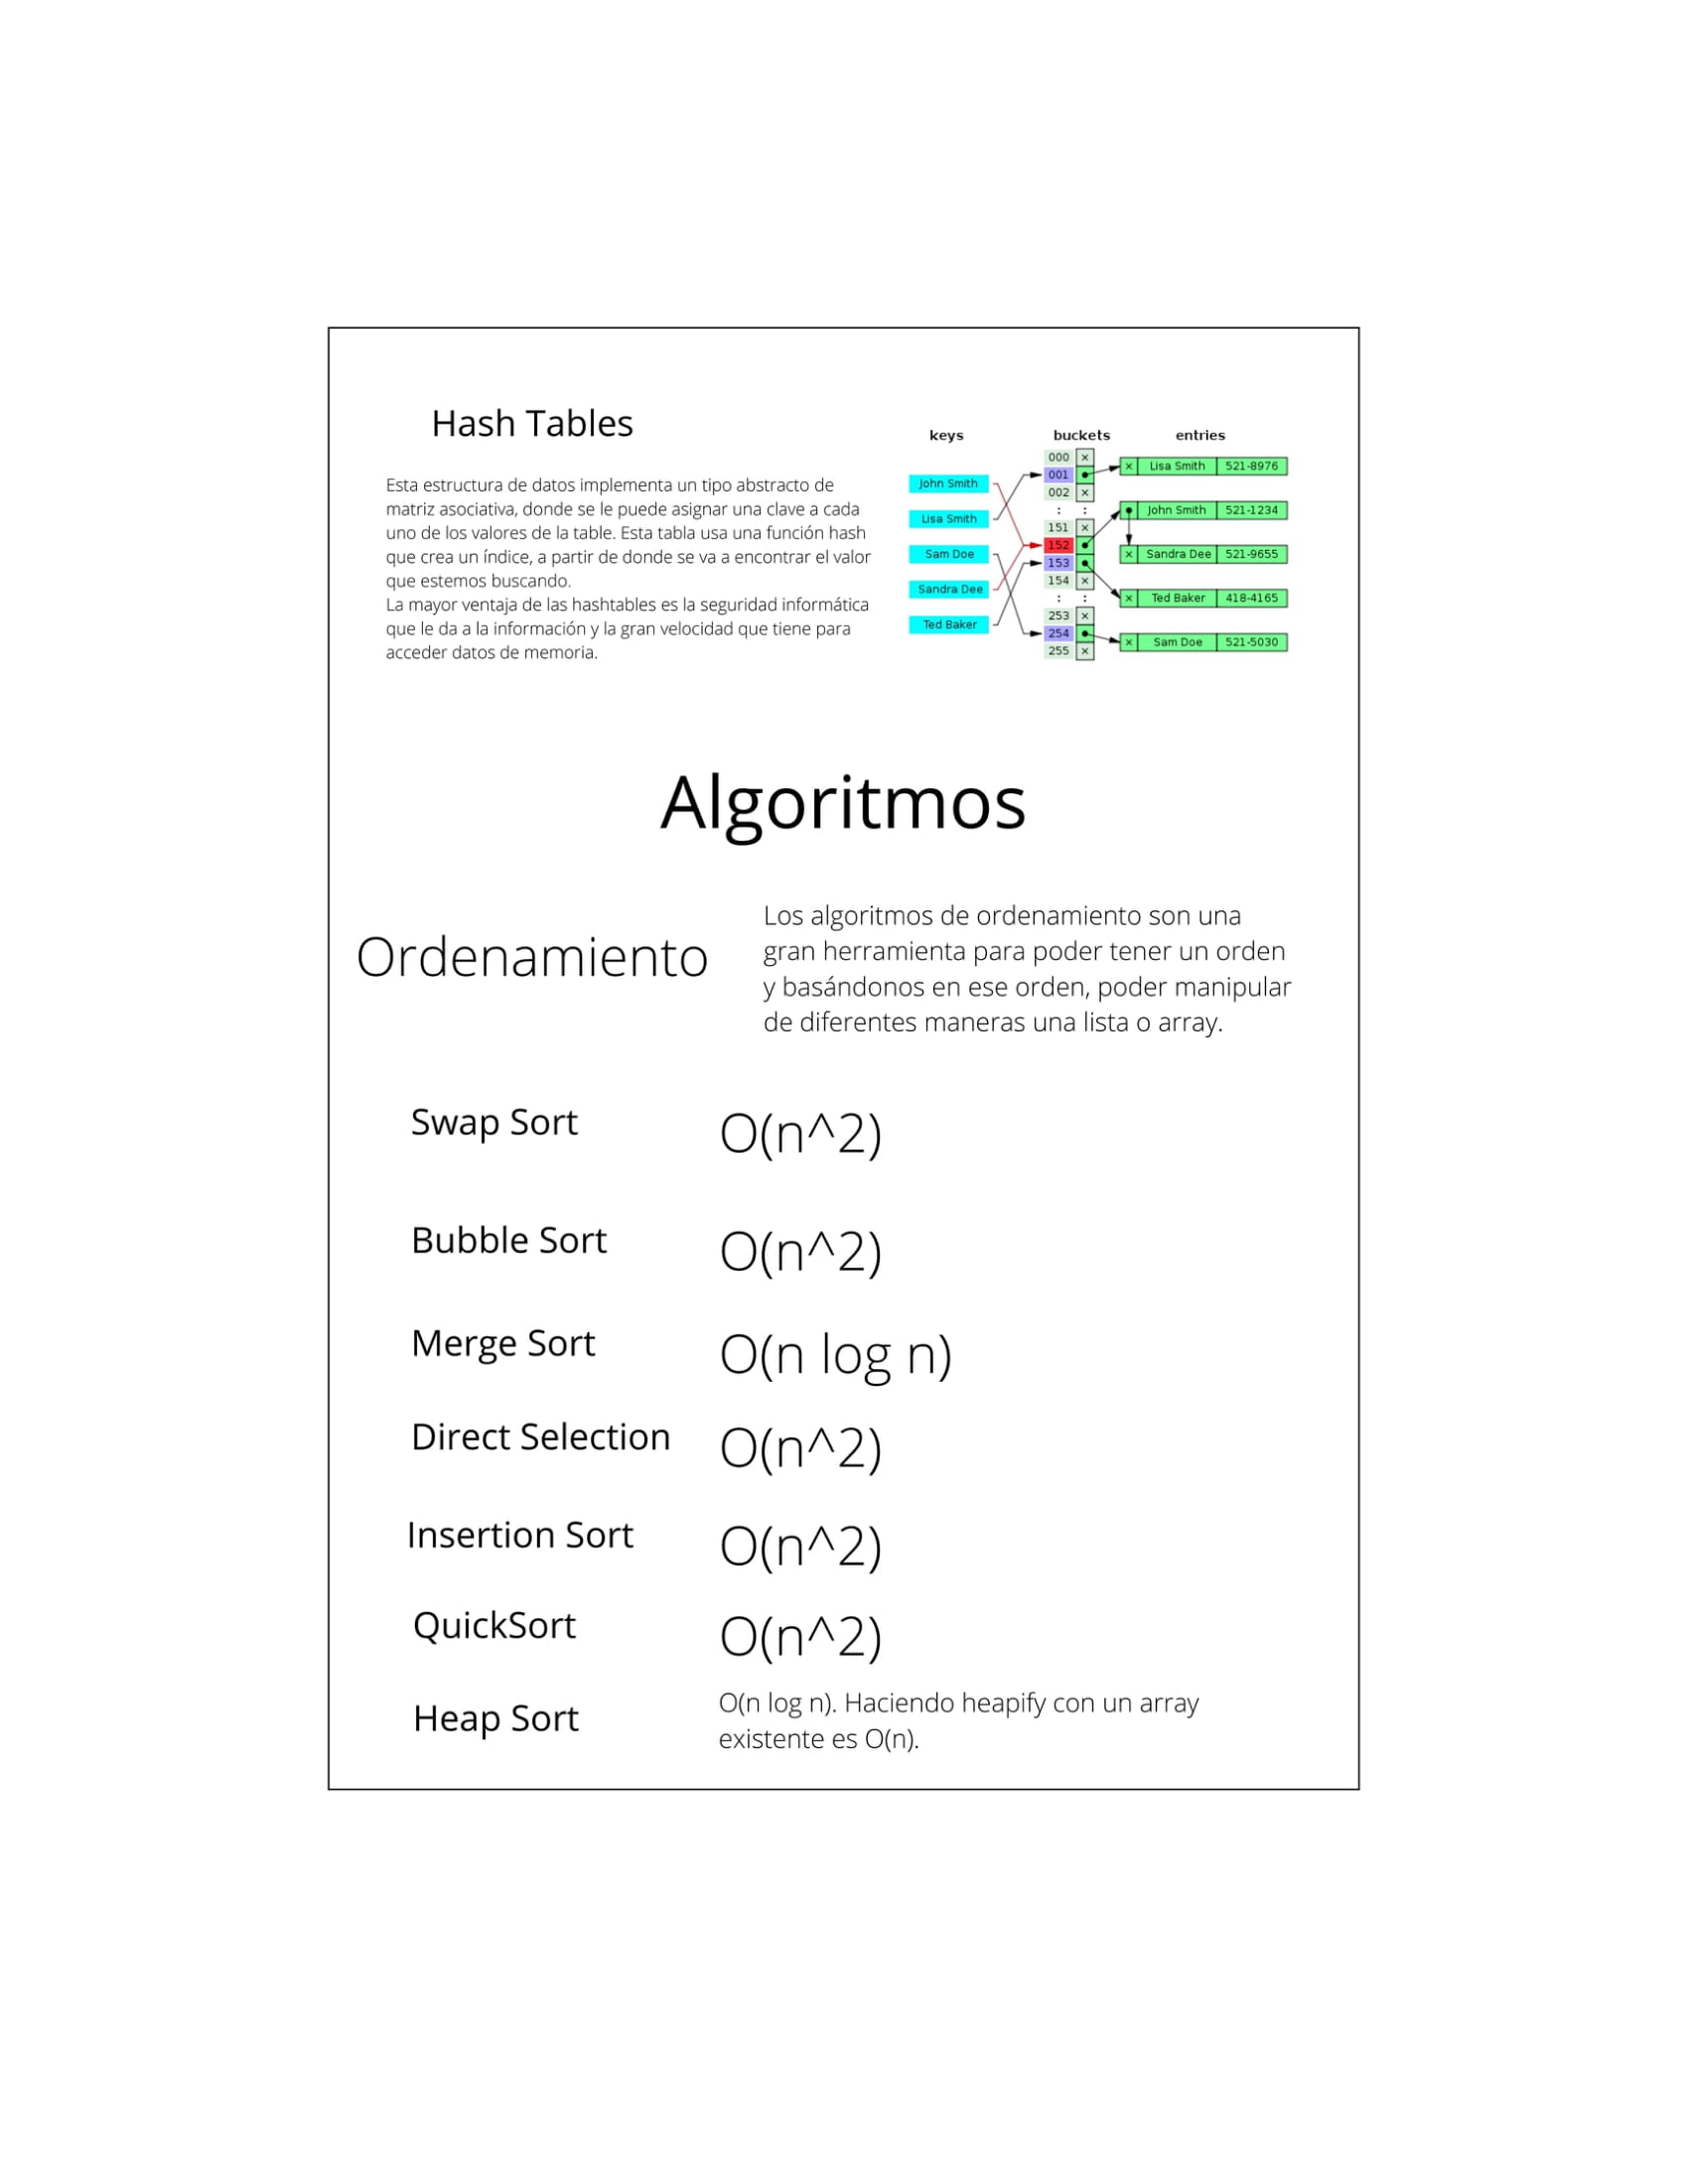 Hash Tables
Esta estructura de datos implementa un tipo abstracto de
matriz asociativa, donde se le puede asignar una clave a cada
uno de los valores de la table. Esta tabla usa una función hash
que crea un índice, a partir de donde se va a encontrar el valor
que estemos buscando.
La mayor ventaja de las hashtables es la seguridad informática
que le da a la información y la gran velocidad que tiene para
acceder datos de memoria.
keys
John Smith
Lisa Smith
Sam Doe
Sandra Dee
Ted Baker
buckets
000 ×
001
002 ×
: :
151 ×
152
153
154 ×
: :
253 ×
254
255 ×
entries
× Lisa Smith 521-8976
John Smith 521-1234
× Sandra Dee 521-9655
× Ted Baker 418-4165
× Sam Doe 521-5030
Algoritmos
Ordenamiento
Los algoritmos de ordenamiento son una
gran herramienta para poder tener un orden
y basándonos en ese orden, poder manipular
de diferentes maneras una lista o array.
Swap Sort O(n^2)
Bubble Sort O(n^2)
Merge Sort O(n log n)
Direct Selection O(n^2)
Insertion Sort O(n^2)
QuickSort O(n^2)
Heap Sort O(n log n). Haciendo heapify con un array
existente es O(n).